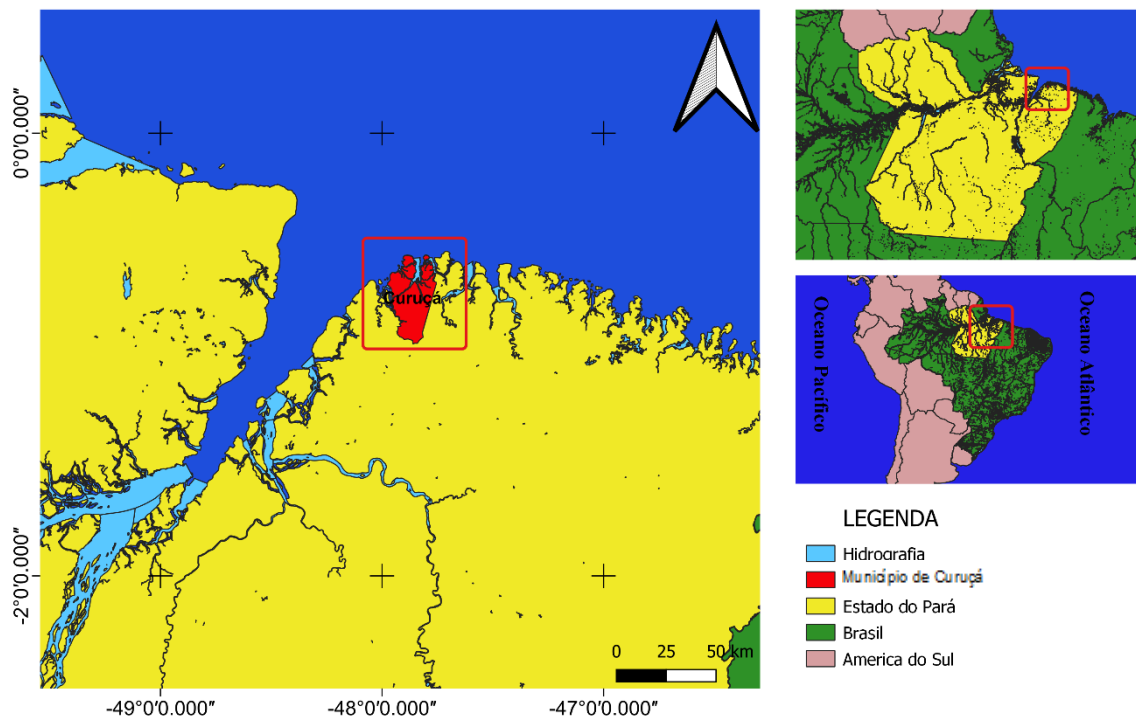 0°0'0.000"
-2°0'0.000"
Curuçá
0 25 50 km
-49°0'0.000" -48°0'0.000" -47°0'0.000"
Oceano Pacífico
Oceano Atlântico
LEGENDA
Hidrografia
Município de Curuçá
Estado do Pará
Brasil
America do Sul